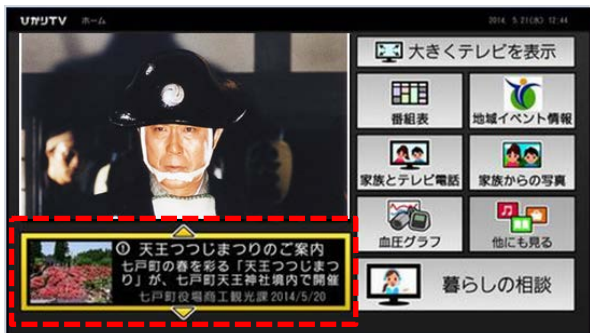 ひかりTV ホーム
2014. 5.21(水) 12:44
大きくテレビを表示
番組表
地域イベント情報
家族とテレビ電話
家族からの写真
血圧グラフ
他にも見る
① 天王つつじまつりのご案内
七戸町の春を彩る「天王つつじまつ
り」が、七戸町天王神社境内で開催
七戸町役場商工観光課 2014/5/20
暮らしの相談